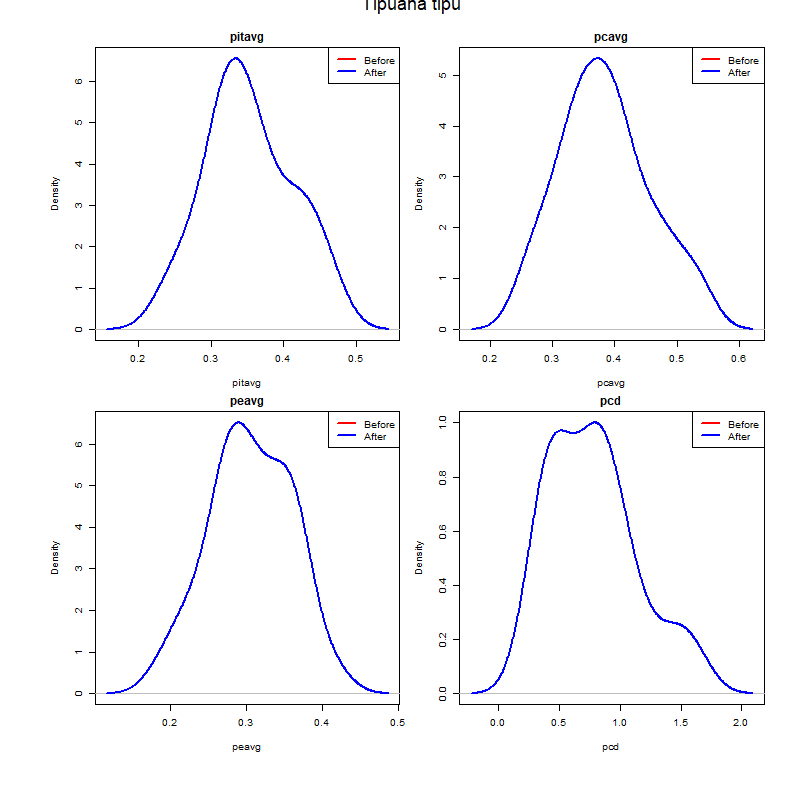 Tipuana tipu
pitavg
Before
After
Density
0 1 2 3 4 5 6
0.2 0.3 0.4 0.5
pitavg
pcavg
Before
After
Density
0 1 2 3 4 5
0.2 0.3 0.4 0.5 0.6
pcavg
peavg
Before
After
Density
0 1 2 3 4 5 6
0.2 0.3 0.4 0.5
peavg
pcd
Before
After
Density
0.0 0.2 0.4 0.6 0.8 1.0
0.0 0.5 1.0 1.5 2.0
pcd